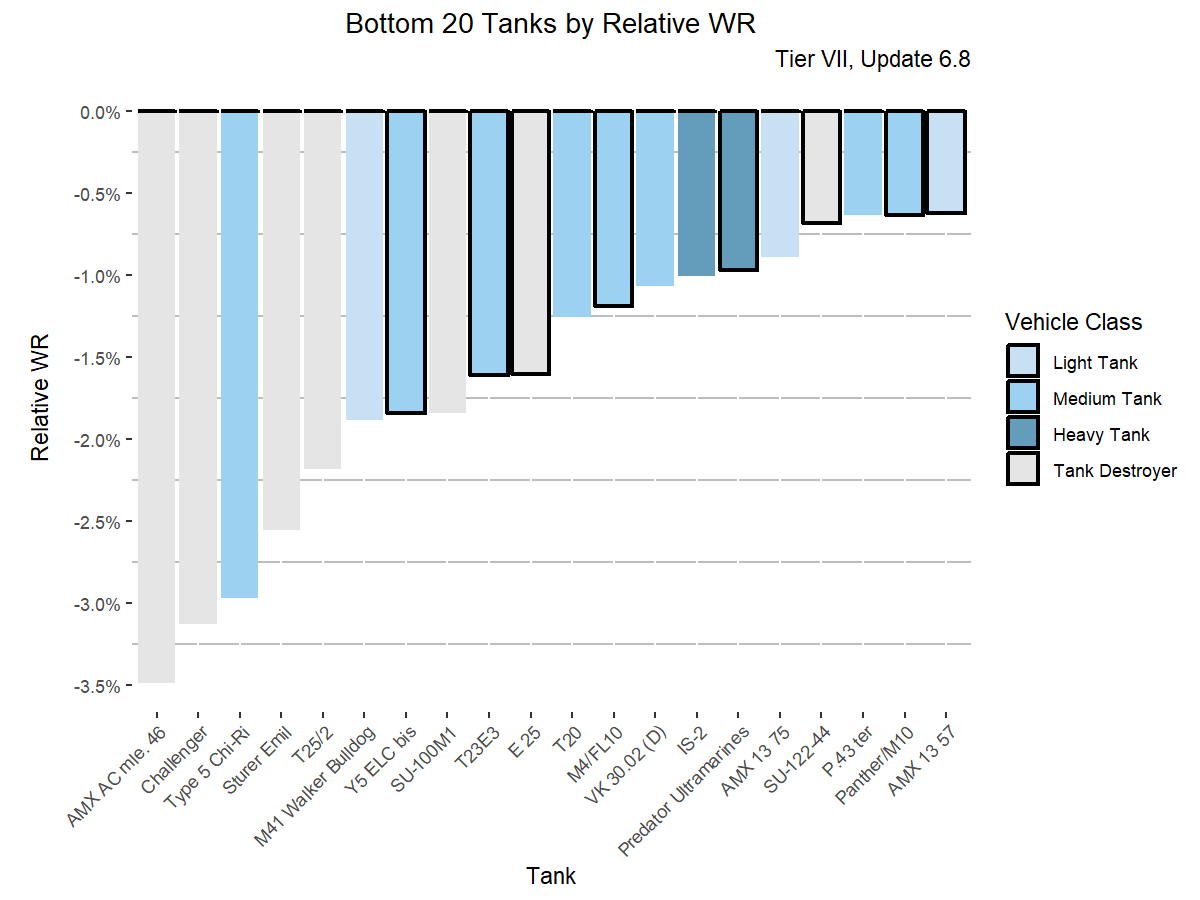 Bottom 20 Tanks by Relative WR
Tier VII, Update 6.8
0.0%
-0.5%
-1.0%
-1.5%
-2.0%
-2.5%
-3.0%
-3.5%
Relative WR
AMX AC mle. 46
Challenger
Type 5 Chi-Ri
Sturer Emil
T25/2
M41 Walker Bulldog
Y5 ELC bis
SU-100M1
T23E3
E 25
T20
M4/FL10
VK 30.02 (D)
IS-2
Predator Ultramarines
AMX 13 75
SU-122-44
P.43 ter
Panther/M10
AMX 13 57
Tank
Vehicle Class
Light Tank
Medium Tank
Heavy Tank
Tank Destroyer